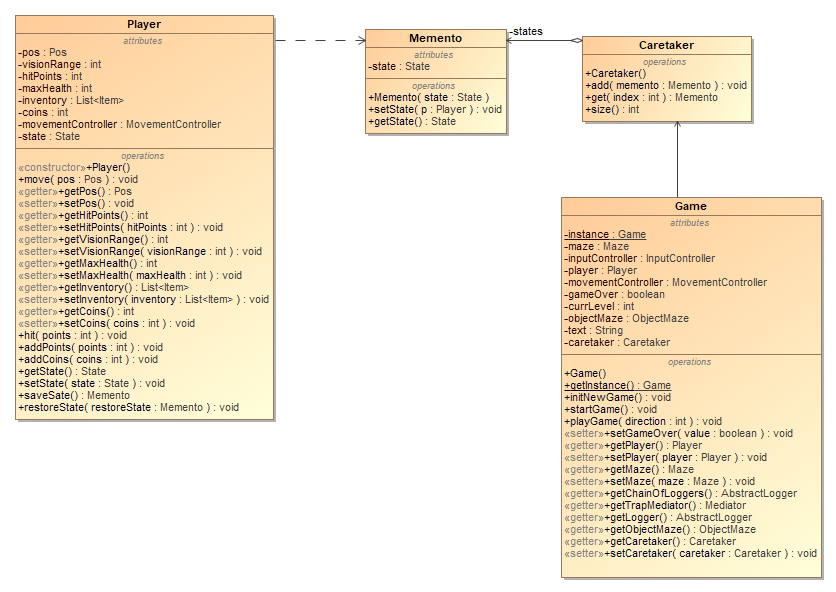 Player
attributes
-pos : Pos
-visionRange : int
-hitPoints : int
-maxHealth : int
-inventory : List<Item>
-coins : int
-movementController : MovementController
-state : State
operations
«constructor»+Player()
+move( pos : Pos ) : void
«getter»+getPos() : Pos
«setter»+setPos() : void
«getter»+getHitPoints() : int
«setter»+setHitPoints( hitPoints : int ) : void
«getter»+getVisionRange() : int
«setter»+setVisionRange( visionRange : int ) : void
«getter»+getMaxHealth() : int
«setter»+setMaxHealth( maxHealth : int ) : void
«getter»+getInventory() : List<Item>
«setter»+setInventory( inventory : List<Item> ) : void
«getter»+getCoins() : int
«setter»+setCoins( coins : int ) : void
+hit( points : int ) : void
+addPoints( points : int ) : void
+addCoins( coins : int ) : void
+getState() : State
+setState( state : State ) : void
+saveSate() : Memento
+restoreState( restoreState : Memento ) : void
Memento
attributes
-state : State
operations
+Memento( state : State )
+setState( p : Player ) : void
+getState() : State
-states
Caretaker
operations
+Caretaker()
+add( memento : Memento ) : void
+get( index : int ) : Memento
+size() : int
Game
attributes
-instance : Game
-maze : Maze
-inputController : InputController
-player : Player
-movementController : MovementController
-gameOver : boolean
-currLevel : int
-objectMaze : ObjectMaze
-text : String
-caretaker : Caretaker
operations
+Game()
+getInstance() : Game
+initNewGame() : void
+startGame() : void
+playGame( direction : int ) : void
«setter»+setGameOver( value : boolean ) : void
«getter»+getPlayer() : Player
«setter»+setPlayer( player : Player ) : void
«getter»+getMaze() : Maze
«setter»+setMaze( maze : Maze ) : void
«getter»+getChainOfLoggers() : AbstractLogger
«getter»+getTrapMediator() : Mediator
«getter»+getLogger() : AbstractLogger
«getter»+getObjectMaze() : ObjectMaze
«getter»+getCaretaker() : Caretaker
«setter»+setCaretaker( caretaker : Caretaker ) : void